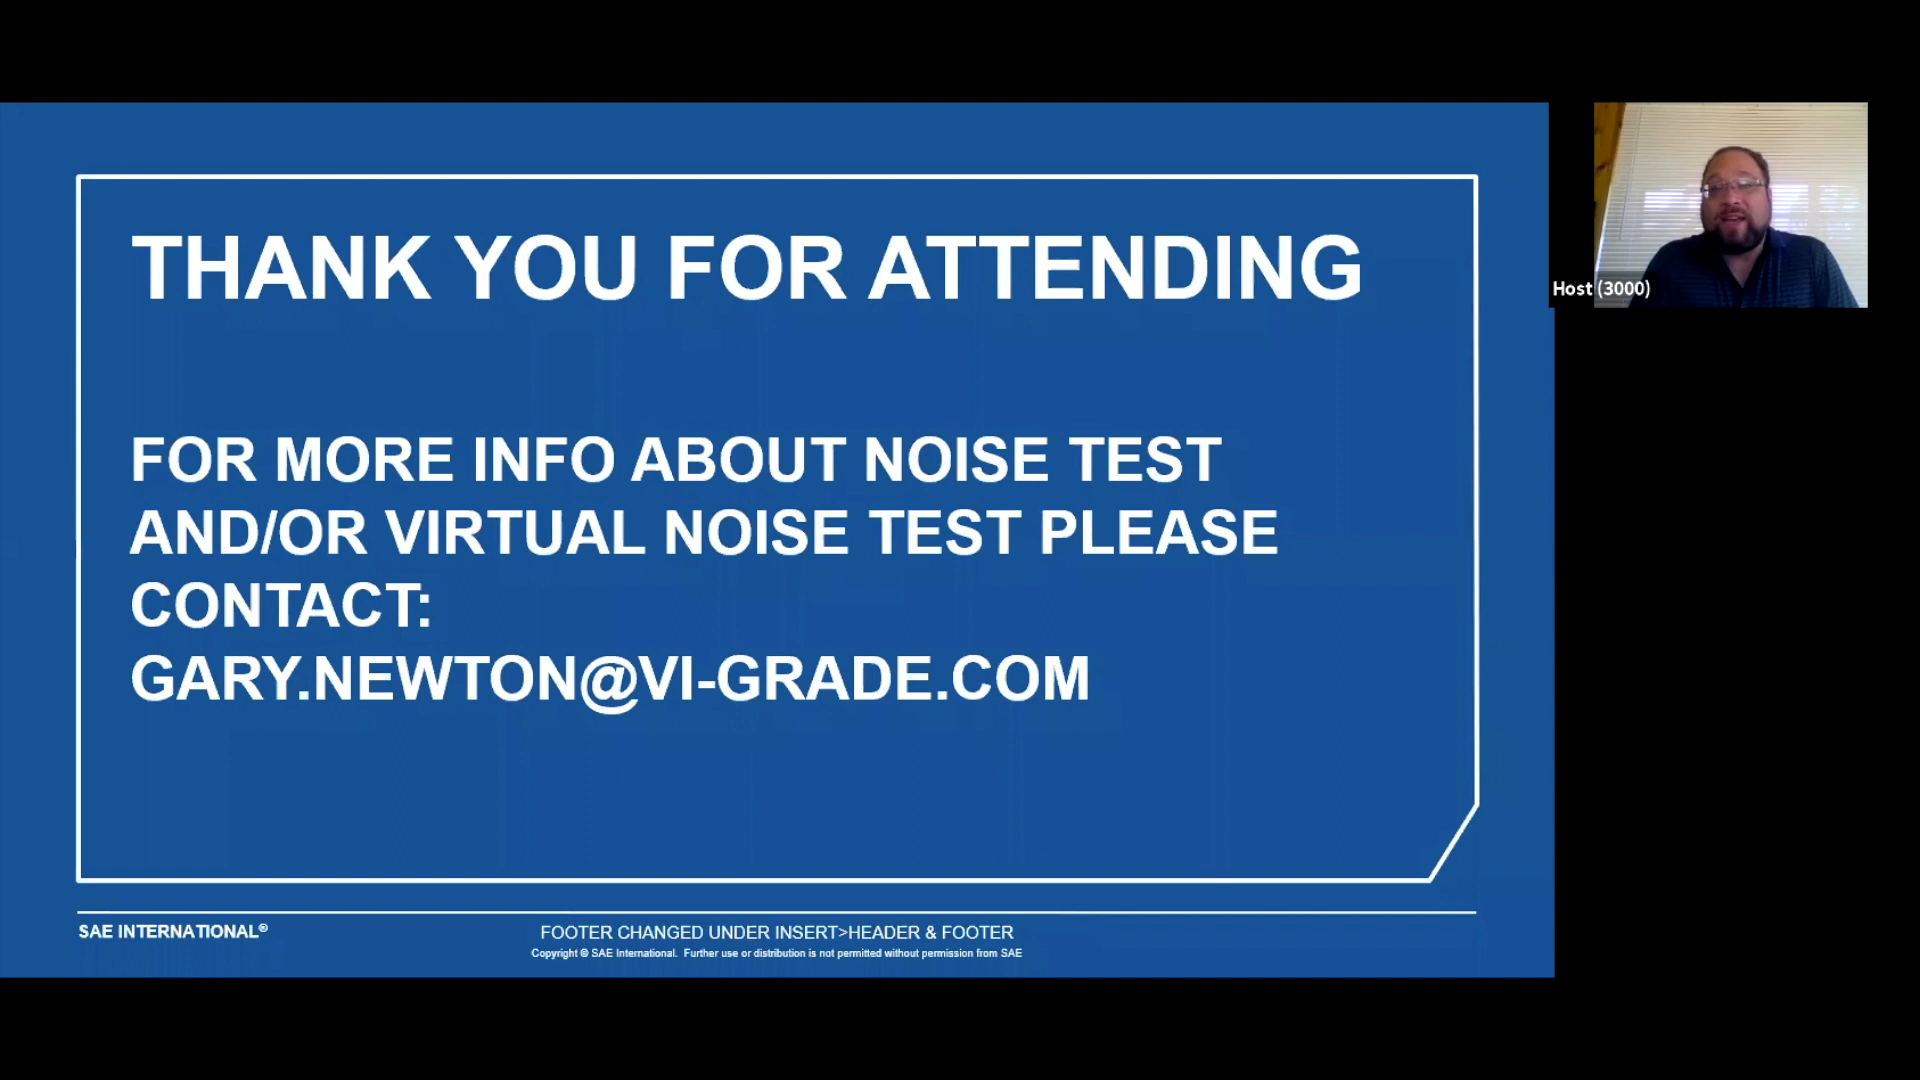 THANK YOU FOR ATTENDING
FOR MORE INFO ABOUT NOISE TEST
AND/OR VIRTUAL NOISE TEST PLEASE
CONTACT:
GARY.NEWTON@VI-GRADE.COM
Host (3000)
SAE INTERNATIONAL®
FOOTER CHANGED UNDER INSERT>HEADER & FOOTER
Copyright © SAE International. Further use or distribution is not permitted without permission from SAE